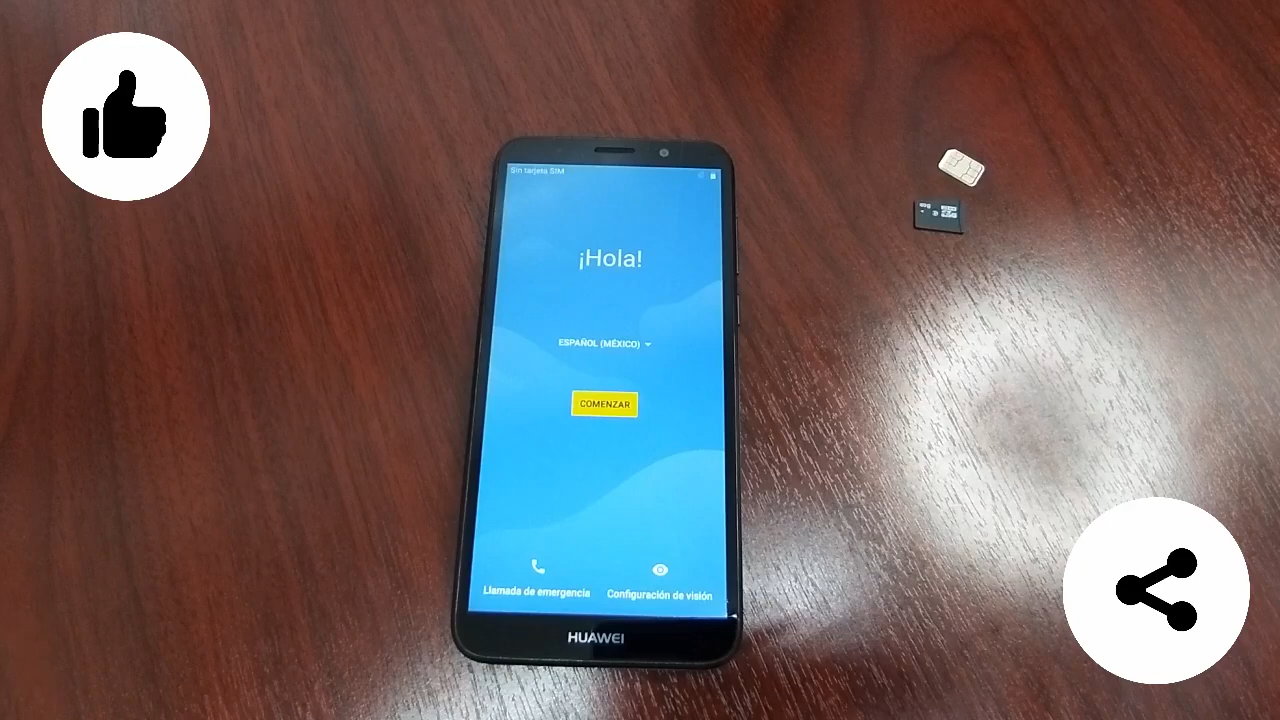 Sin tarjeta SIM
¡Hola!
ESPAÑOL (MÉXICO)
COMENZAR
Llamada de emergencia
Configuración de visión
HUAWEI